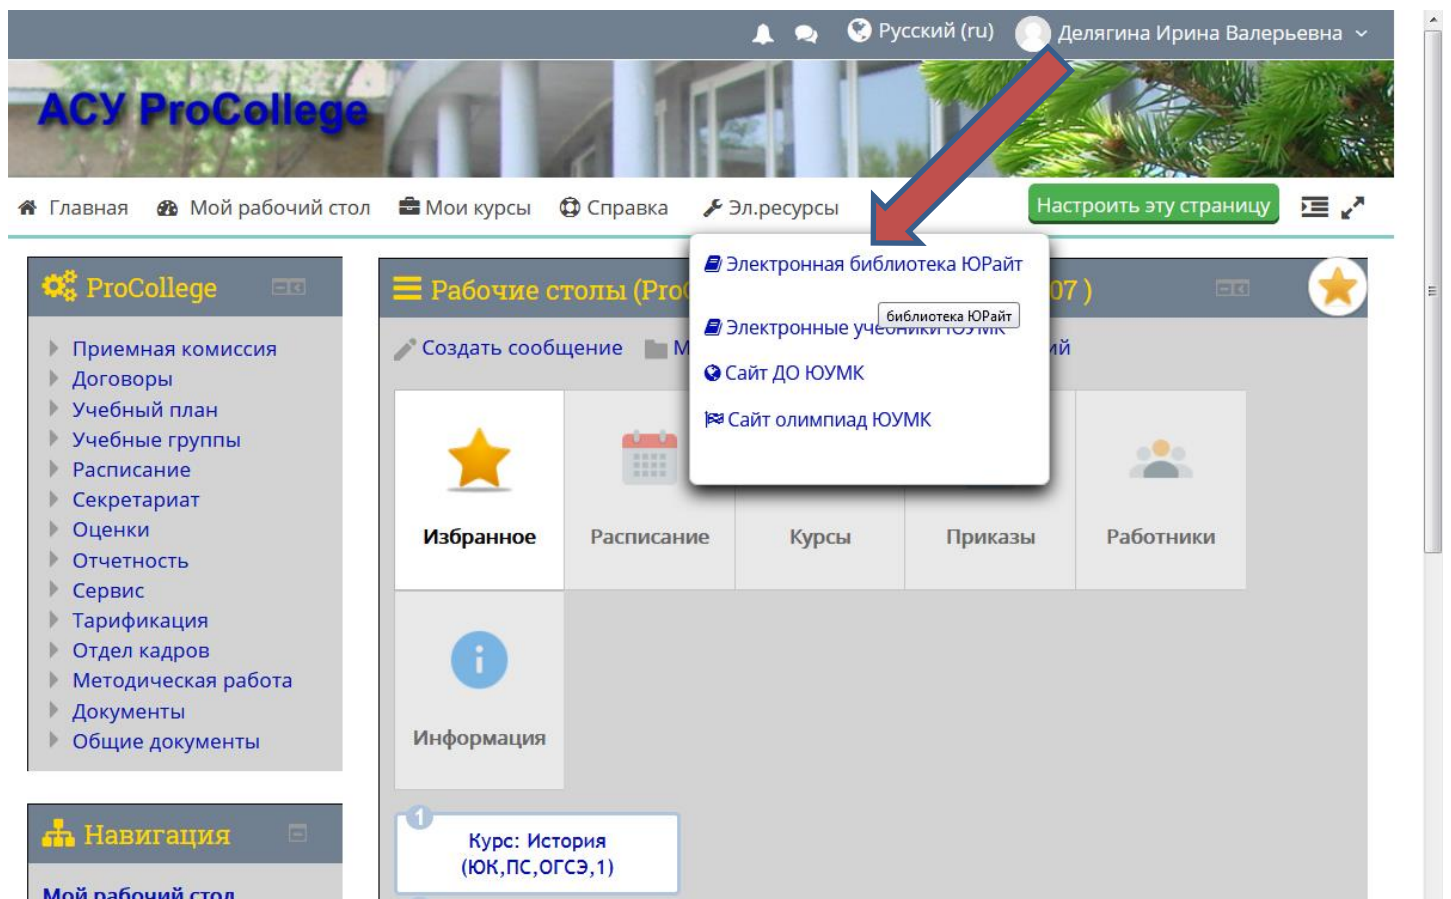 Русский (ru)
Делягина Ирина Валерьевна
АСУ ProCollege
Главная
Мой рабочий стол
Мои курсы
Справка
Эл.ресурсы
Настроить эту страницу
Электронная библиотека ЮРайт
библиотека ЮРайт
Электронные учебники ЮУМК
Сайт ДО ЮУМК
Сайт олимпиад ЮУМК
ProCollege
Приемная комиссия
Договоры
Учебный план
Учебные группы
Расписание
Секретариат
Оценки
Отчетность
Сервис
Тарификация
Отдел кадров
Методическая работа
Документы
Общие документы
Навигация
Мой рабочий стол
Рабочие столы
07 )
Создать сообщение
Избранное
Расписание
Курсы
Приказы
Работники
Информация
1
Курс: История
(ЮК,ПС,ОГСЭ,1)